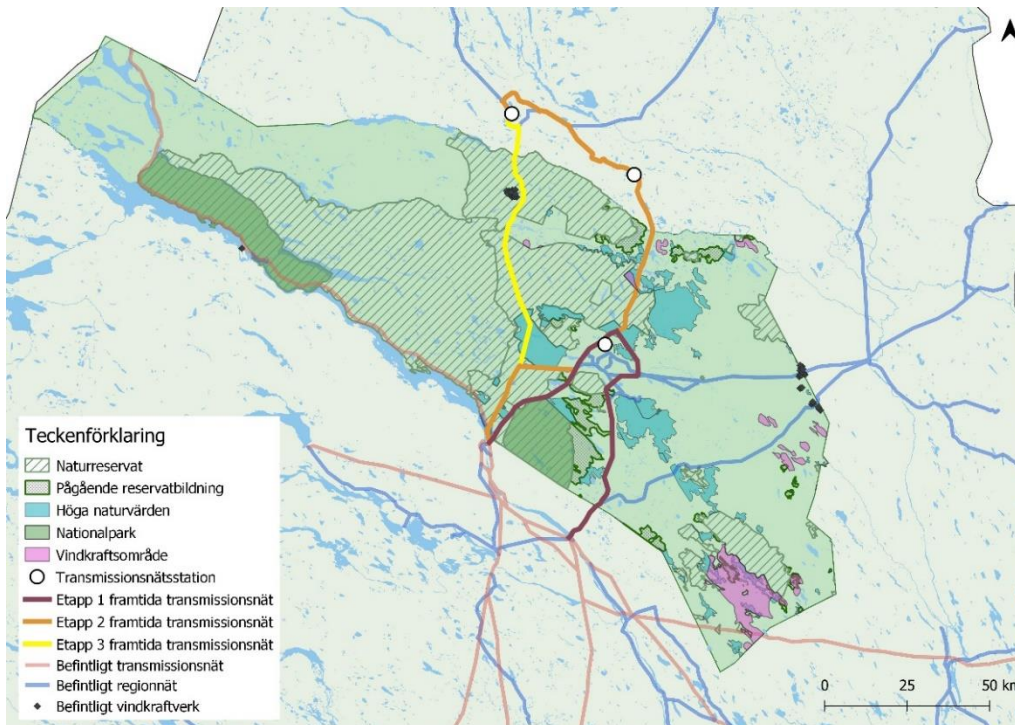 Teckenförklaring
Naturreservat
Pågående reservatbildning
Höga naturvärden
Nationalpark
Vindkraftsområde
Transmissionsnätsstation
Etapp 1 framtida transmissionsnät
Etapp 2 framtida transmissionsnät
Etapp 3 framtida transmissionsnät
Befintligt transmissionsnät
Befintligt regionnät
Befintligt vindkraftverk
0 25 50 km